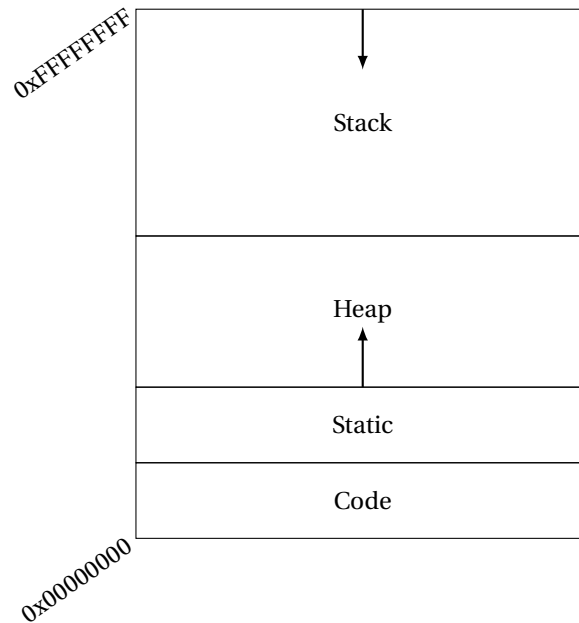 0xFFFFFFFF
Stack
Heap
Static
Code
0x00000000